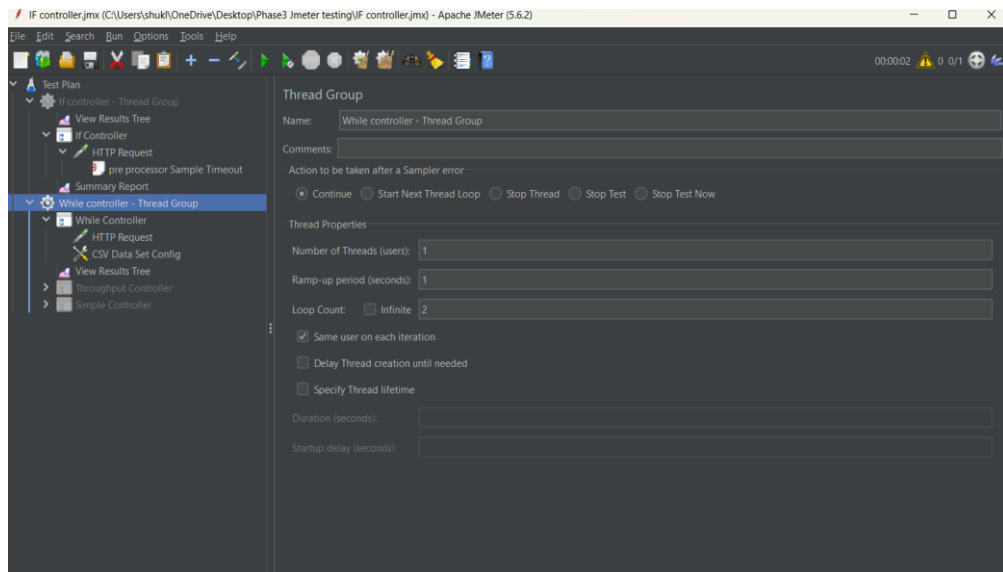 IF controller.jmx (C:\Users\shukl\OneDrive\Desktop\Phase3 Jmeter testing\IF controller.jmx) - Apache JMeter (5.6.2)
File Edit Search Run Options Tools Help
00:00:02 0 0/1
Test Plan
If controller - Thread Group
View Results Tree
If Controller
HTTP Request
pre processor Sample Timeout
Summary Report
While controller - Thread Group
While Controller
HTTP Request
CSV Data Set Config
View Results Tree
Throughput Controller
Simple Controller
Thread Group
Name: While controller - Thread Group
Comments:
Action to be taken after a Sampler error
Continue Start Next Thread Loop Stop Thread Stop Test Stop Test Now
Thread Properties
Number of Threads (users): 1
Ramp-up period (seconds): 1
Loop Count: Infinite 2
Same user on each iteration
Delay Thread creation until needed
Specify Thread lifetime
Duration (seconds):
Startup delay (seconds):